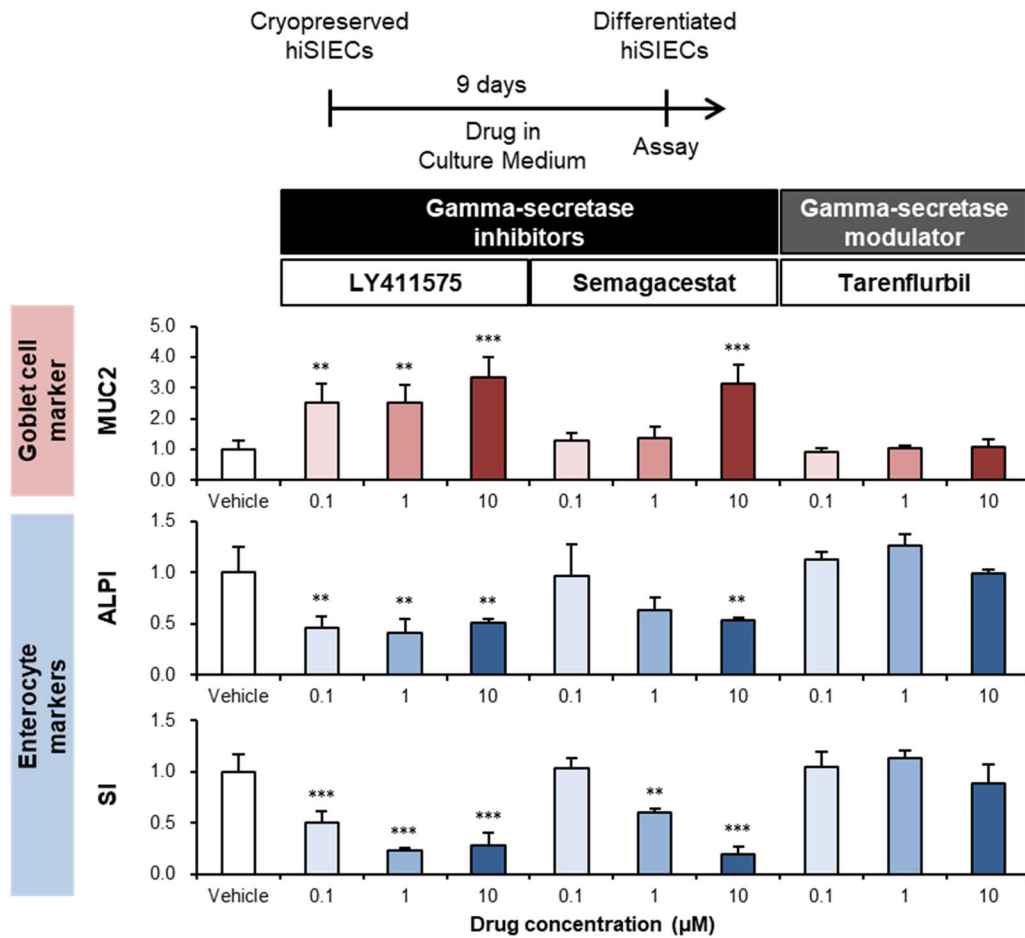 Cryopreserved
hiSIECs
Differentiated
hiSIECs
9 days
Drug in
Culture Medium
Assay
Gamma-secretase
inhibitors
Gamma-secretase
modulator
LY411575
Semagacestat
Tarenflurbil
Goblet cell
marker
MUC2
5.0
4.0
3.0
2.0
1.0
0.0
** ** *** ***
Vehicle 0.1 1 10 0.1 1 10 0.1 1 10
Enterocyte
markers
ALPI
1.5
1.0
0.5
0.0
** ** ** **
Vehicle 0.1 1 10 0.1 1 10 0.1 1 10
SI
1.5
1.0
0.5
0.0
*** *** *** ** ***
Vehicle 0.1 1 10 0.1 1 10 0.1 1 10
Drug concentration (µM)